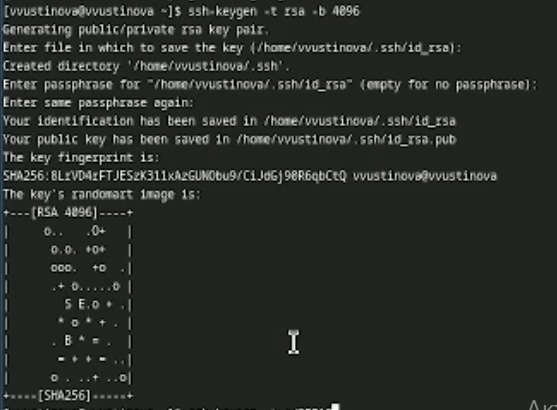 [vvustinova@vvustinova ~]$ ssh-keygen -t rsa -b 4096
Generating public/private rsa key pair.
Enter file in which to save the key (/home/vvustinova/.ssh/id_rsa):
Created directory '/home/vvustinova/.ssh'.
Enter passphrase for "/home/vvustinova/.ssh/id_rsa" (empty for no passphrase):
Enter same passphrase again:
Your identification has been saved in /home/vvustinova/.ssh/id_rsa
Your public key has been saved in /home/vvustinova/.ssh/id_rsa.pub
The key fingerprint is:
vvustinova@vvustinova
The key's randomart image is:
+---[RSA 4096]----+
|     o..   .O+   |
|      o.o. +o+   |
|      ooo.  +o  .|
|      .+ o.....o |
|        S E.o + .|
|       * o * + . |
|      . B * = .  |
|       = + + = ..|
|      o . ..+ ..o|
+----[SHA256]-----+